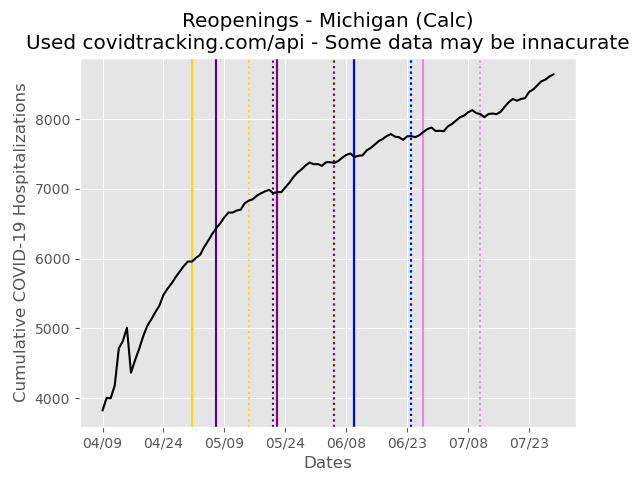 Reopenings - Michigan (Calc)
Used covidtracking.com/api - Some data may be innacurate
Cumulative COVID-19 Hospitalizations
8000
7000
6000
5000
4000
04/09 04/24 05/09 05/24 06/08 06/23 07/08 07/23
Dates